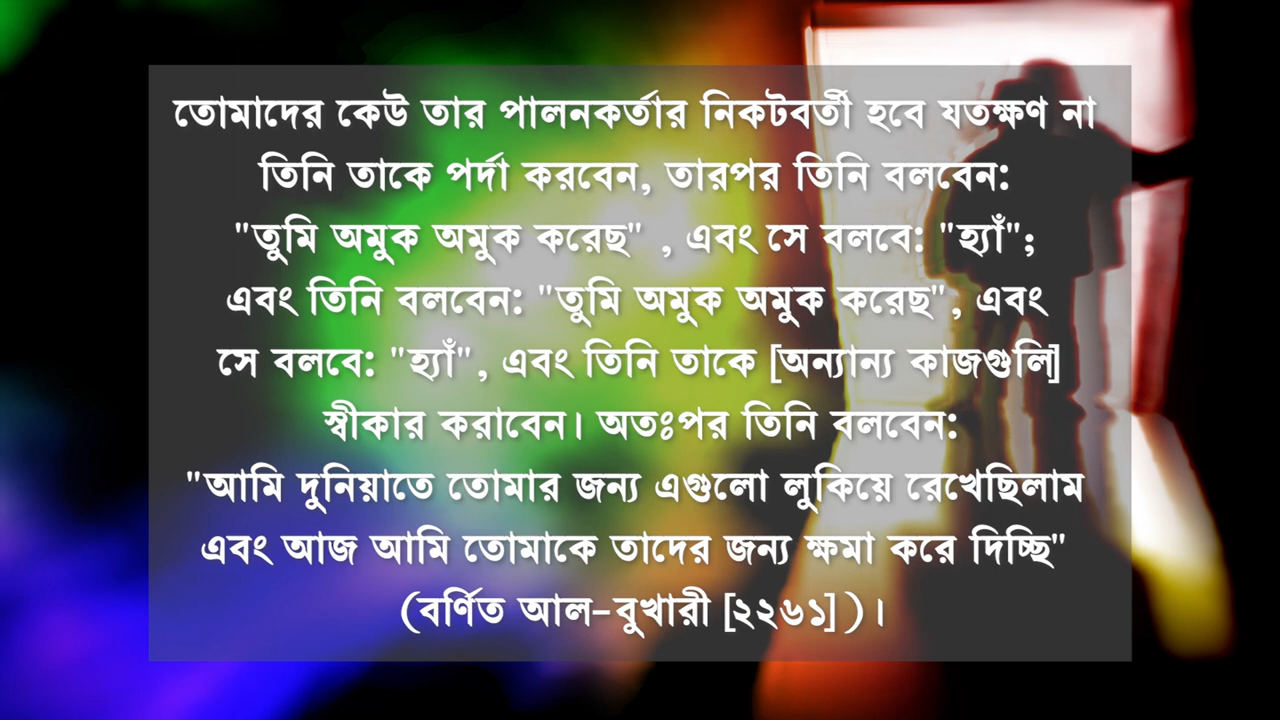 তোমাদের কেউ তার পালনকর্তার নিকটবর্তী হবে যতক্ষণ না
তিনি তাকে পর্দা করবেন, তারপর তিনি বলবেন:
"তুমি অমুক অমুক করেছ" , এবং সে বলবে: "হ্যাঁ";
এবং তিনি বলবেন: "তুমি অমুক অমুক করেছ", এবং
সে বলবে: "হ্যাঁ", এবং তিনি তাকে [অন্যান্য কাজগুলি]
স্বীকার করাবেন। অতঃপর তিনি বলবেন:
"আমি দুনিয়াতে তোমার জন্য এগুলো লুকিয়ে রেখেছিলাম
এবং আজ আমি তোমাকে তাদের জন্য ক্ষমা করে দিচ্ছি"
(বর্ণিত আল-বুখারী [২২৬১] )।